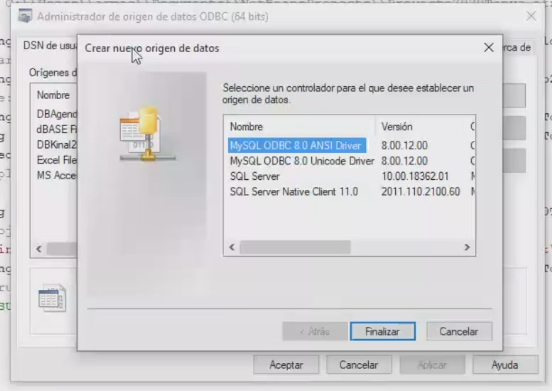 Administrador de origen de datos ODBC (64 bits)
DSN de usu
erca de
Crear nuevo origen de datos
Orígenes d
Nombre
DBAgend
dBASE Fi
DBKinal2
Excel File
MS Acce
Seleccione un controlador para el que desee establecer un
origen de datos.
Nombre Versión
MySQL ODBC 8.0 ANSI Driver 8.00.12.00
MySQL ODBC 8.0 Unicode Driver 8.00.12.00
SQL Server 10.00.18362.01
SQL Server Native Client 11.0 2011.110.2100.60
< Atrás Finalizar Cancelar
Aceptar Cancelar Aplicar Ayuda